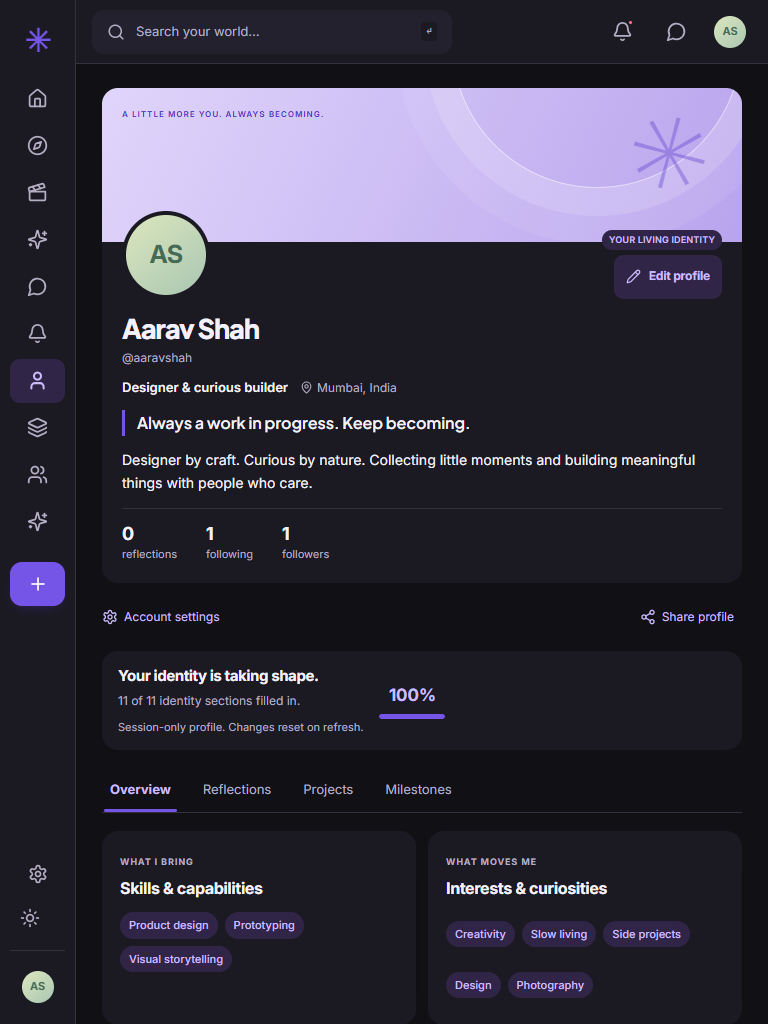 Search your world...
AS
A LITTLE MORE YOU. ALWAYS BECOMING.
AS
YOUR LIVING IDENTITY
Edit profile
Aarav Shah
@aaravshah
Designer & curious builder Mumbai, India
Always a work in progress. Keep becoming.
Designer by craft. Curious by nature. Collecting little moments and building meaningful
things with people who care.
0 1 1
reflections following followers
Account settings Share profile
Your identity is taking shape.
11 of 11 identity sections filled in.
100%
Session-only profile. Changes reset on refresh.
Overview Reflections Projects Milestones
WHAT I BRING
Skills & capabilities
Product design Prototyping
Visual storytelling
WHAT MOVES ME
Interests & curiosities
Creativity Slow living Side projects
Design Photography
AS